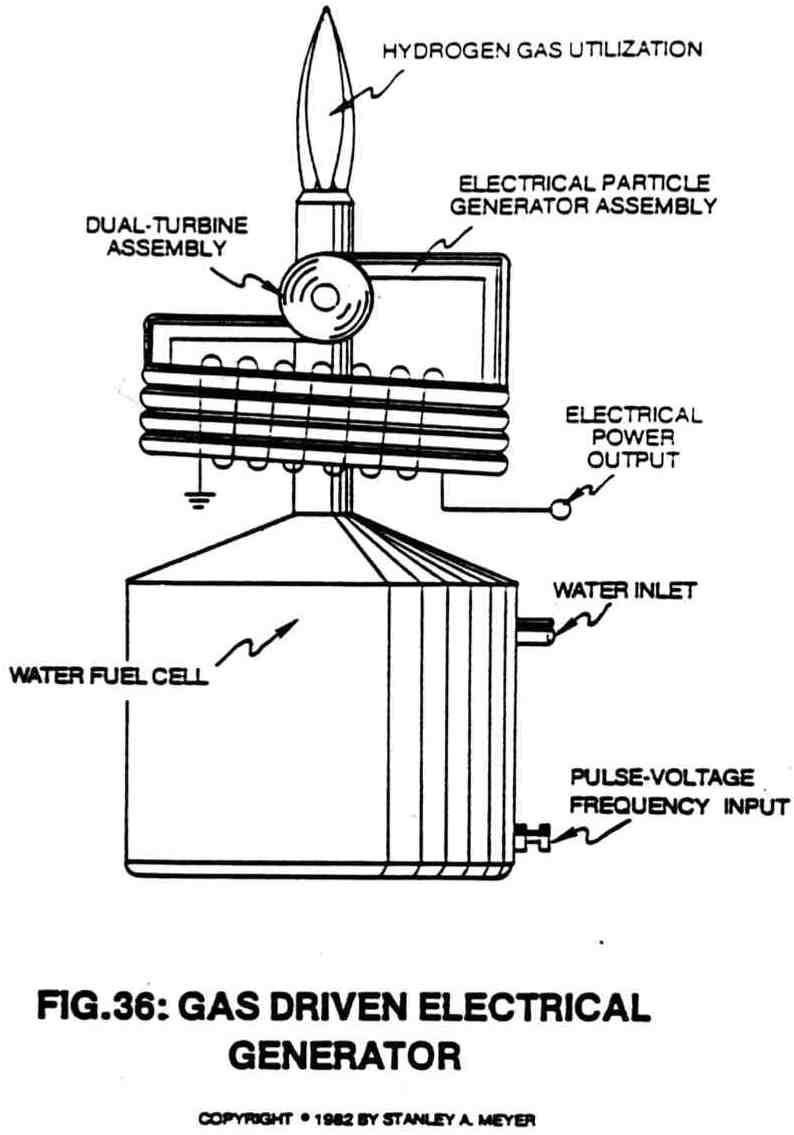 HYDROGEN GAS UTILIZATION
ELECTRICAL PARTICLE
GENERATOR ASSEMBLY
DUAL-TURBINE
ASSEMBLY
ELECTRICAL
POWER
OUTPUT
WATER INLET
WATER FUEL CELL
PULSE-VOLTAGE
FREQUENCY INPUT
FIG.36: GAS DRIVEN ELECTRICAL
GENERATOR
COPYRIGHT • 1982 BY STANLEY A. MEYER